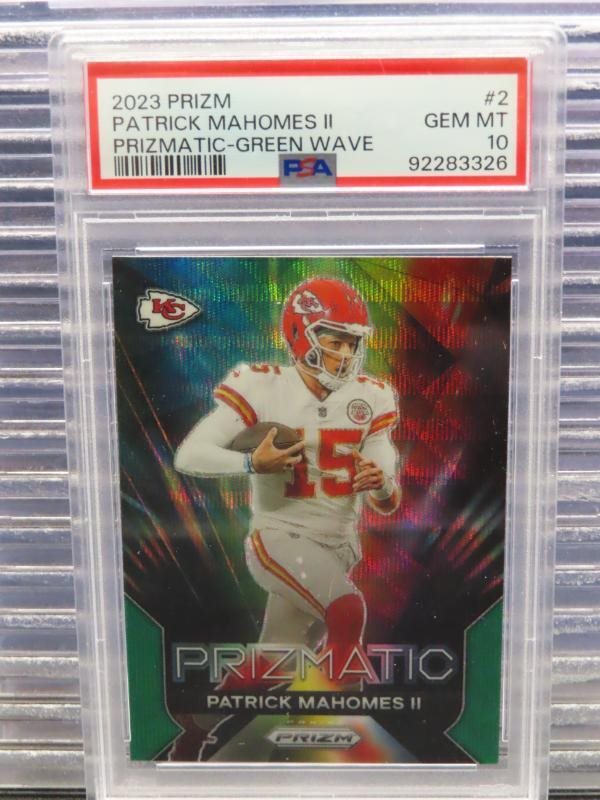 2023 PRIZM #2
PATRICK MAHOMES II GEM MT
PRIZMATIC-GREEN WAVE 10
PSA 92283326
KC
15
PRIZMATIC
PATRICK MAHOMES II
PANINI
PRIZM